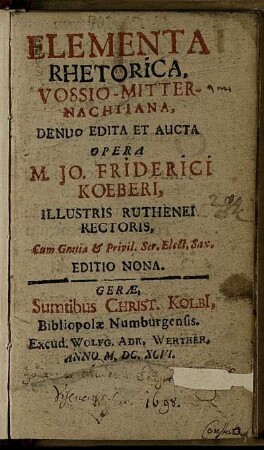 ELEMENTA
RHETORICA,
VOSSIO-MITTER-
NACHTIANA,
DENUO EDITA ET AUCTA
OPERA
M. JO. FRIDERICI
KOEBERI,
ILLUSTRIS RUTHENEI
RECTORIS,
Cum Gratia & Privil. Ser. Elect. Sax.
EDITIO NONA.
GERÆ,
Sumtibus CHRIST. KOLBI,
Bibliopolæ Numburgensis.
Excud. WOLFG. ADR. WERTHER,
ANNO M, DC, XCVI.
1698.